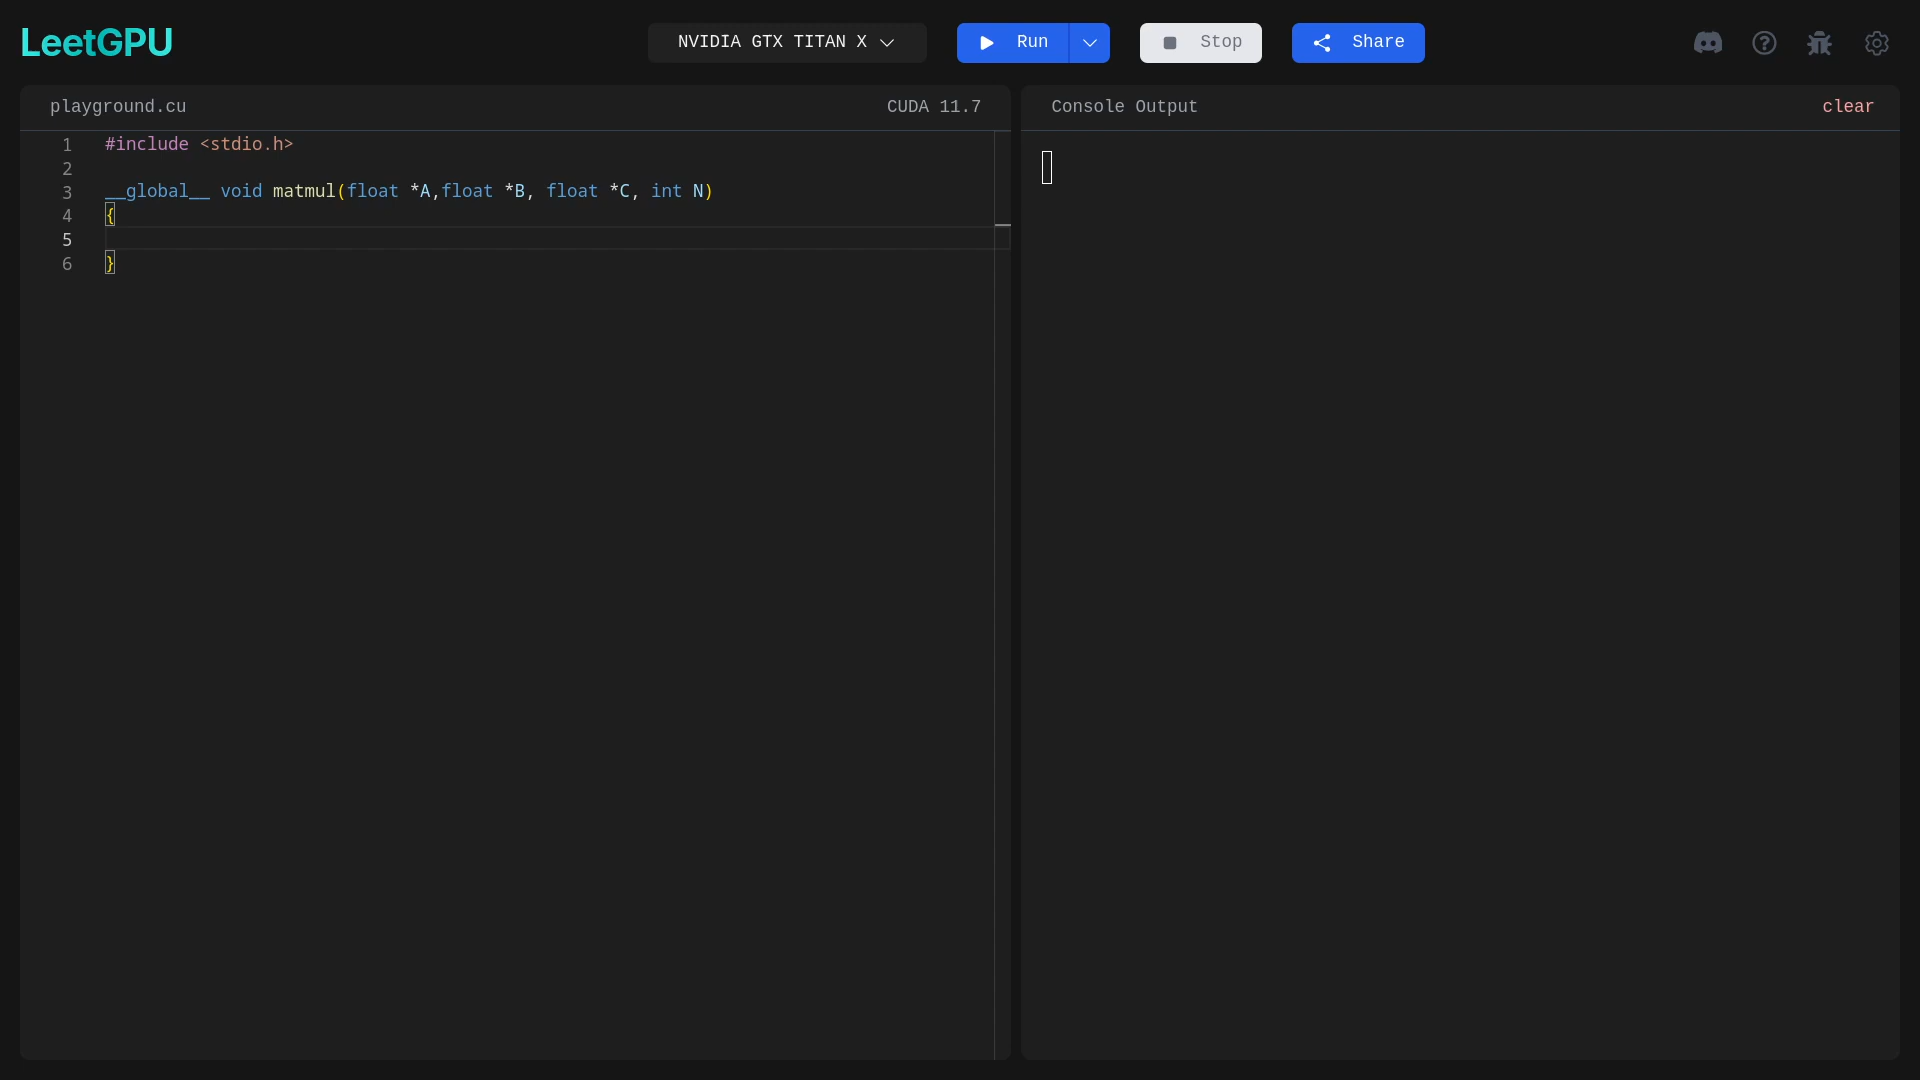 LeetGPU
NVIDIA GTX TITAN X
Run
Stop
Share
playground.cu
CUDA 11.7
1 #include <stdio.h>
2
3 __global__ void matmul(float *A,float *B, float *C, int N)
4 {
5
6 }
Console Output
clear